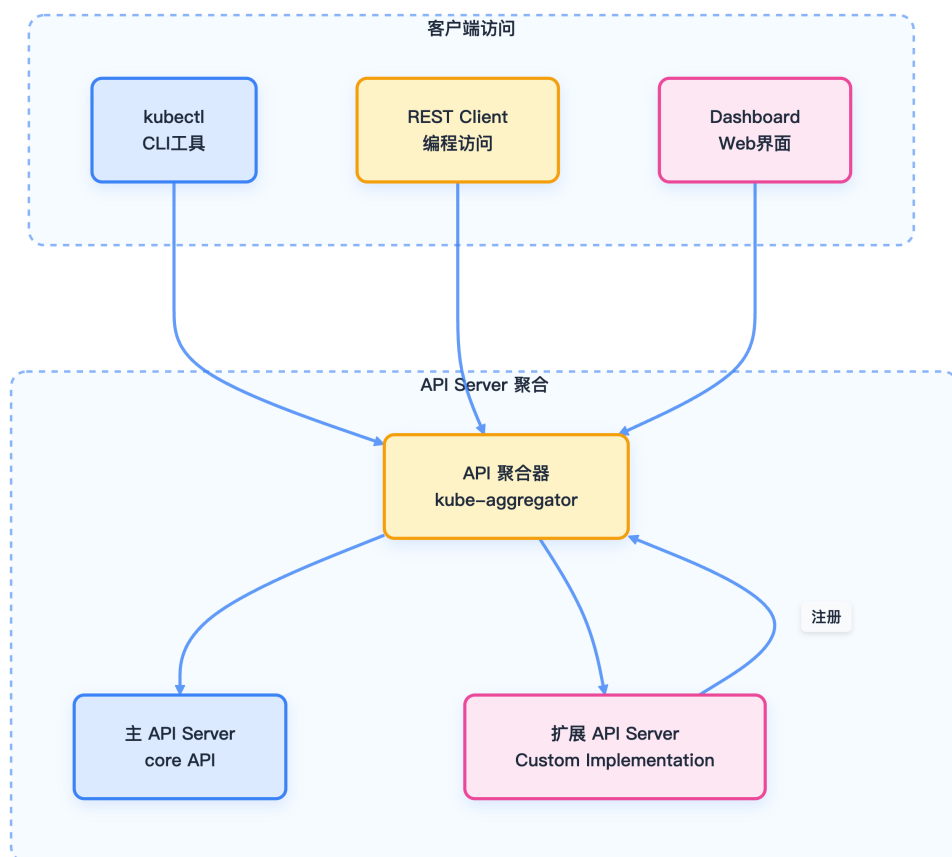 客户端访问
kubectl
CLI工具
REST Client
编程访问
Dashboard
Web界面
API Server 聚合
API 聚合器
kube-aggregator
注册
主 API Server
core API
扩展 API Server
Custom Implementation